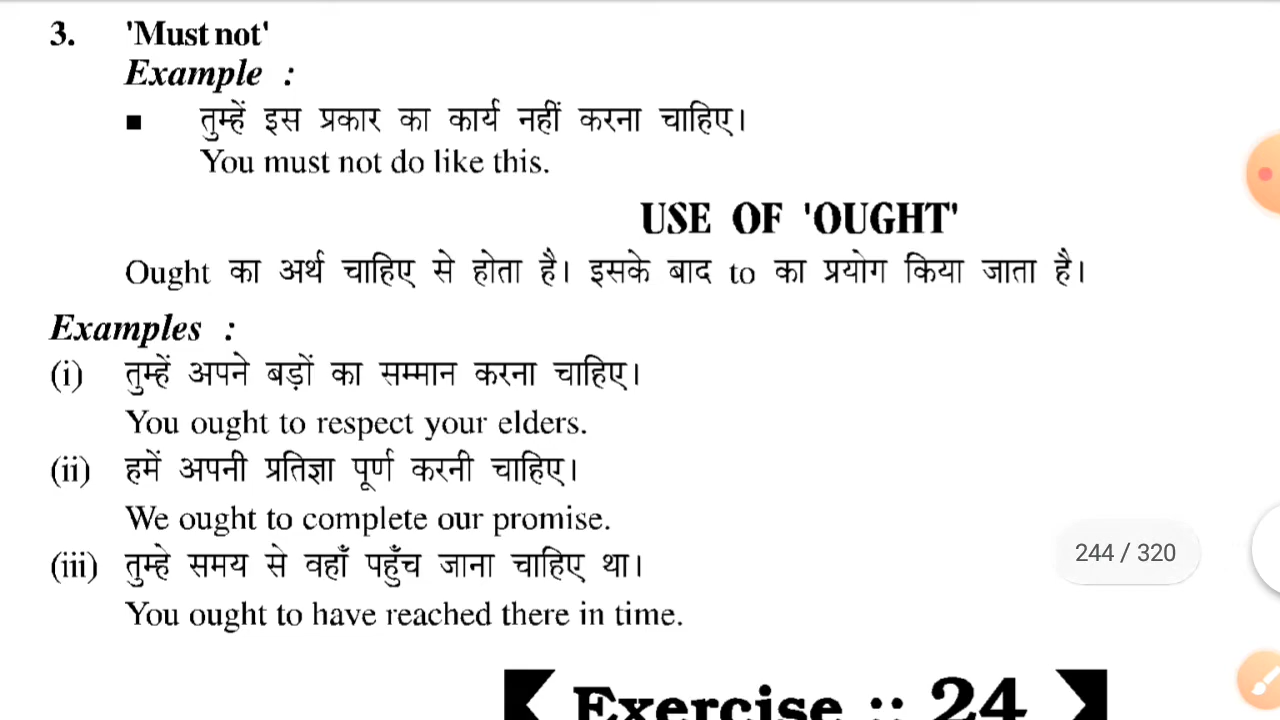 3. 'Must not'
Example :
■ तुम्हें इस प्रकार का कार्य नहीं करना चाहिए।
You must not do like this.
USE OF 'OUGHT'
Ought का अर्थ चाहिए से होता है। इसके बाद to का प्रयोग किया जाता है।
Examples :
(i) तुम्हें अपने बड़ों का सम्मान करना चाहिए।
You ought to respect your elders.
(ii) हमें अपनी प्रतिज्ञा पूर्ण करनी चाहिए।
We ought to complete our promise.
(iii) तुम्हे समय से वहाँ पहुँच जाना चाहिए था।
244 / 320
You ought to have reached there in time.
Exercise :: 24